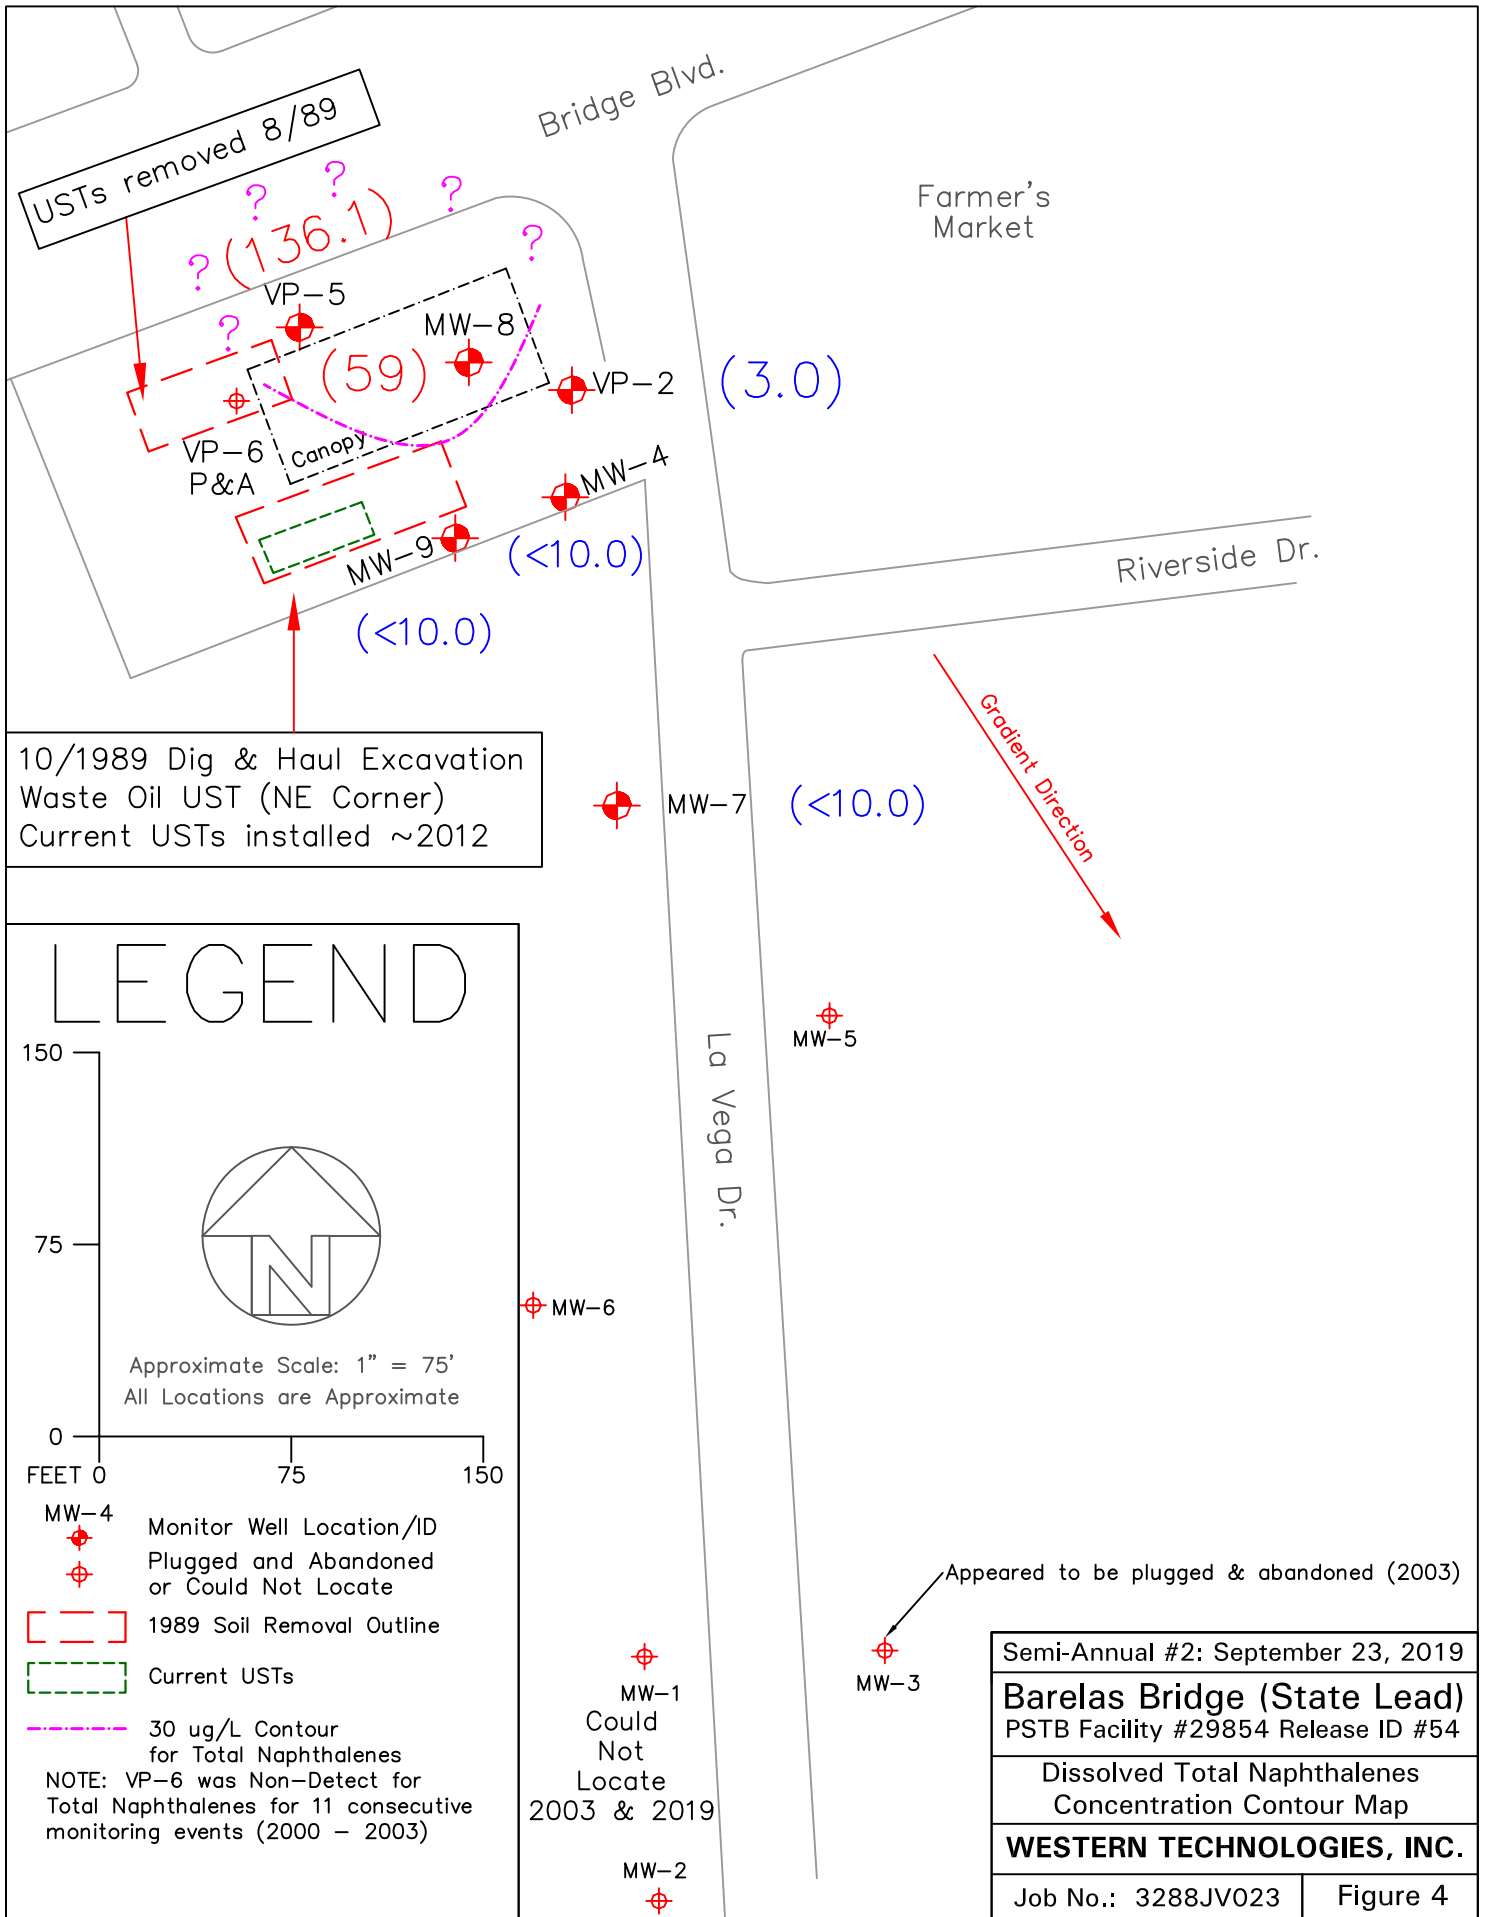 Bridge Blvd.
USTs removed 8/89
Farmer's
Market
?
?
?
?
?
?
(136.1)
VP-5
MW-8
(59)
VP-2
(3.0)
VP-6
P&A
Canopy
MW-4
MW-9
(<10.0)
(<10.0)
Riverside Dr.
Gradient Direction
10/1989 Dig & Haul Excavation
Waste Oil UST (NE Corner)
Current USTs installed ~2012
MW-7
(<10.0)
MW-5
La Vega Dr.
MW-6
LEGEND
150
75
0
N
Approximate Scale: 1" = 75'
All Locations are Approximate
FEET 0
75
150
MW-4
Monitor Well Location/ID
Plugged and Abandoned
or Could Not Locate
1989 Soil Removal Outline
Current USTs
30 ug/L Contour
for Total Naphthalenes
NOTE: VP-6 was Non-Detect for
Total Naphthalenes for 11 consecutive
monitoring events (2000 - 2003)
MW-1
Could
Not
Locate
2003 & 2019
MW-2
Appeared to be plugged & abandoned (2003)
MW-3
Semi-Annual #2: September 23, 2019
Barelas Bridge (State Lead)
PSTB Facility #29854 Release ID #54
Dissolved Total Naphthalenes
Concentration Contour Map
WESTERN TECHNOLOGIES, INC.
Job No.: 3288JV023
Figure 4